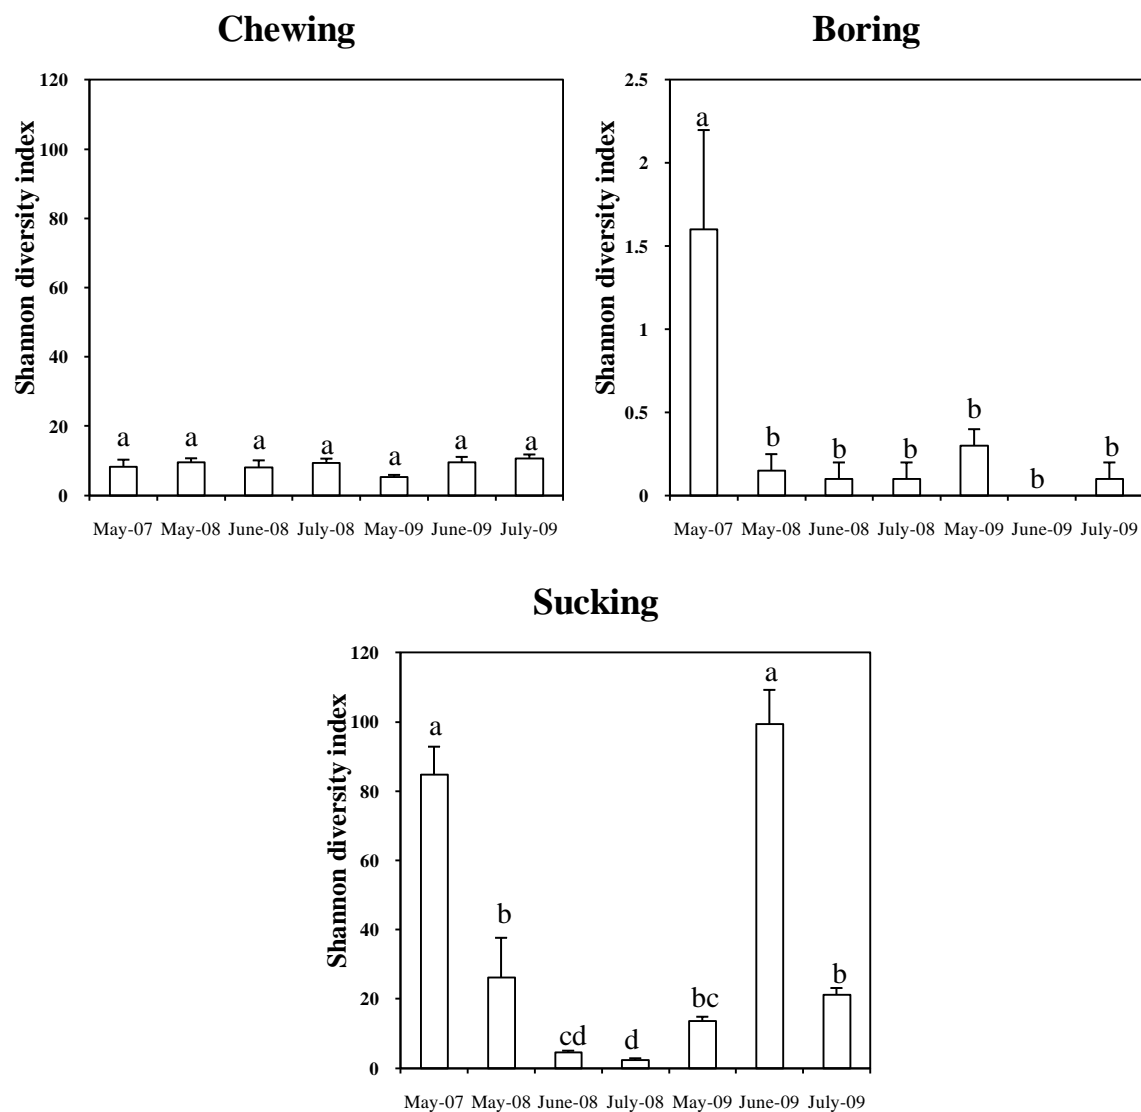 Chewing
Shannon diversity index
120
100
80
60
40
20
0
a a a a a a a
May-07 May-08 June-08 July-08 May-09 June-09 July-09
Boring
Shannon diversity index
2.5
2
1.5
1
0.5
0
a b b b b b b
May-07 May-08 June-08 July-08 May-09 June-09 July-09
Sucking
Shannon diversity index
120
100
80
60
40
20
0
a b cd d bc a b
May-07 May-08 June-08 July-08 May-09 June-09 July-09